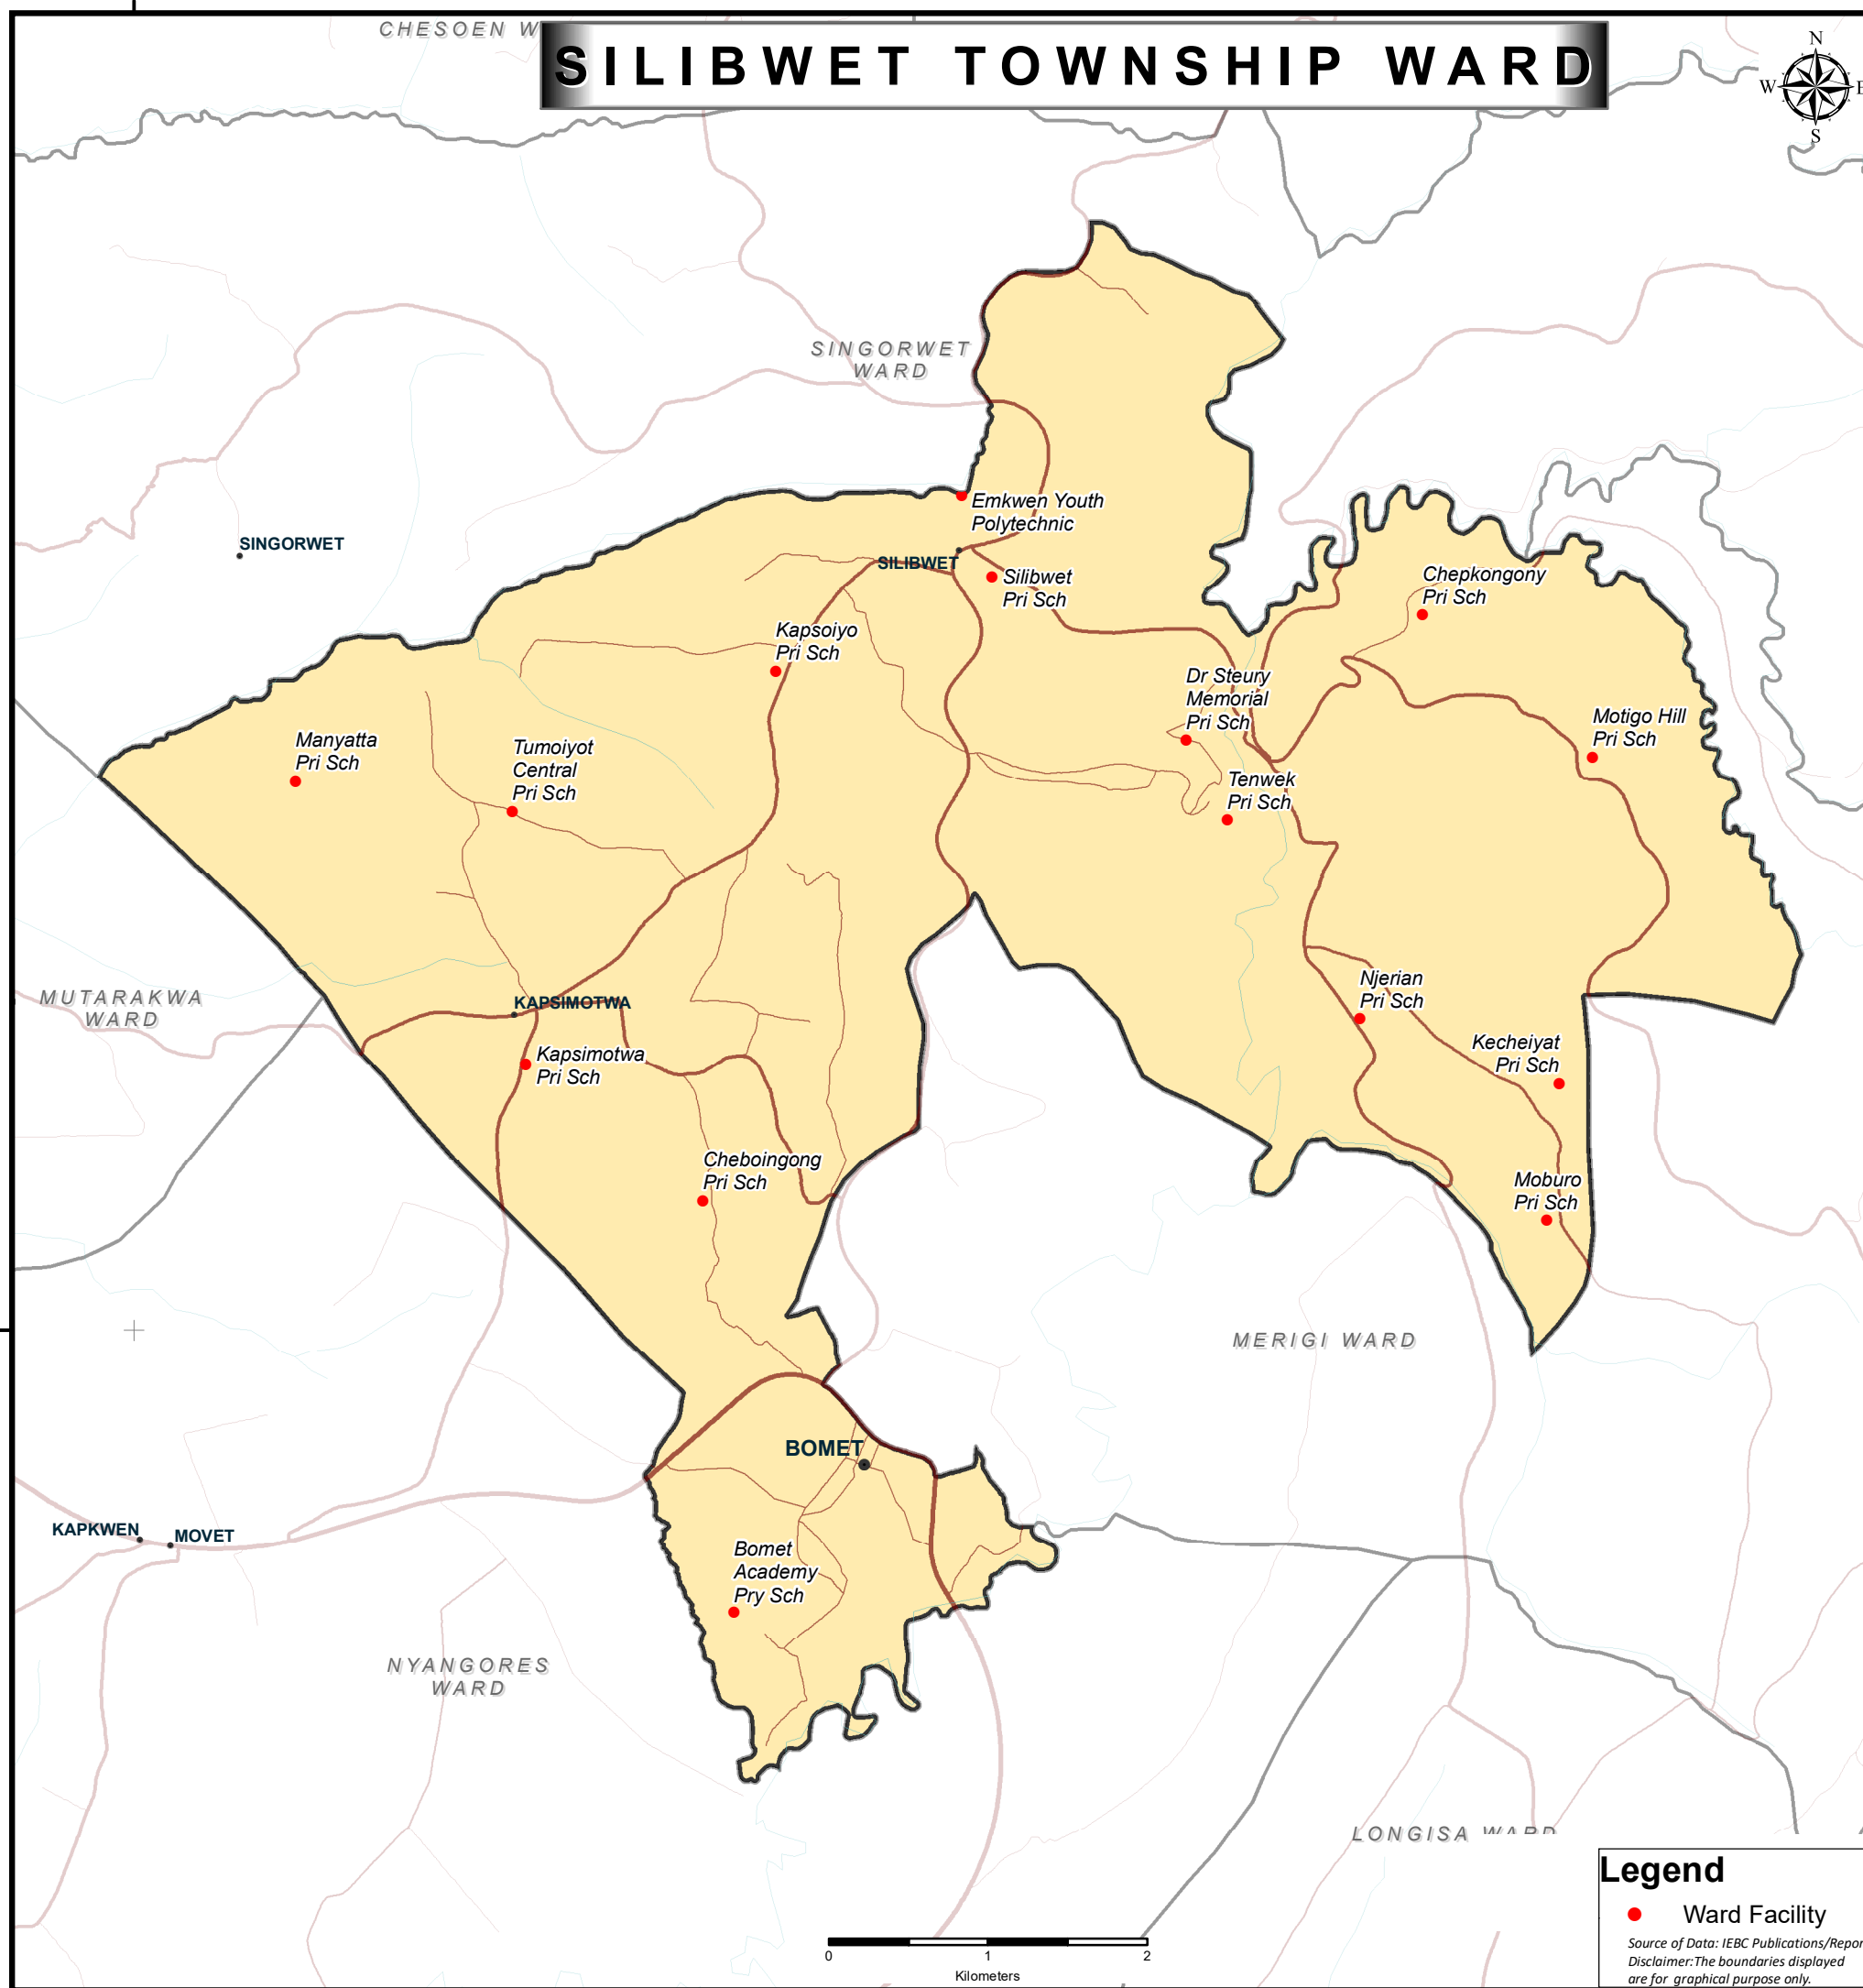 CHESOEN W
SILIBWET TOWNSHIP WARD
N
W
E
S
SINGORWET
WARD
Emkwen Youth
Polytechnic
SINGORWET
SILIBWET
Silibwet
Pri Sch
Chepkongony
Pri Sch
Kapsoiyo
Pri Sch
Dr Steury
Memorial
Pri Sch
Motigo Hill
Pri Sch
Manyatta
Pri Sch
Tumoiyot
Central
Pri Sch
Tenwek
Pri Sch
Njerian
Pri Sch
MUTARAKWA
WARD
KAPSIMOTWA
Kapsimotwa
Pri Sch
Kecheiyat
Pri Sch
Cheboingong
Pri Sch
Moburo
Pri Sch
MERIGI WARD
BOMET
KAPKWEN
MOVET
Bomet
Academy
Pry Sch
NYANGORES
WARD
LONGISA WARD
Legend
Ward Facility
Source of Data: IEBC Publications/Repor
Disclaimer:The boundaries displayed
are for graphical purpose only.
0 1 2
Kilometers